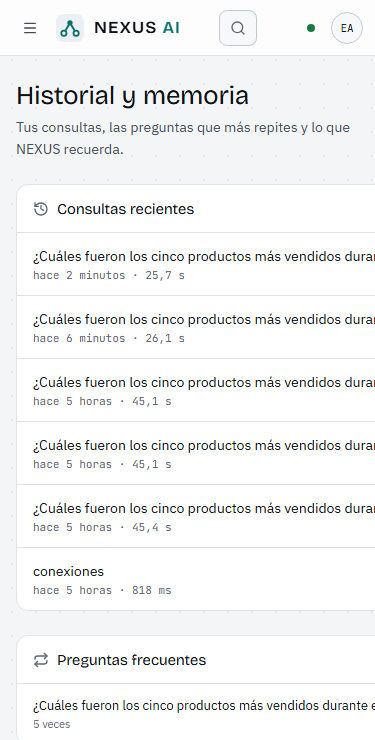 NEXUS AI
EA
Historial y memoria
Tus consultas, las preguntas que más repites y lo que
NEXUS recuerda.
Consultas recientes
¿Cuáles fueron los cinco productos más vendidos
hace 2 minutos · 25,7 s
¿Cuáles fueron los cinco productos más vendidos
hace 6 minutos · 26,1 s
¿Cuáles fueron los cinco productos más vendidos
hace 5 horas · 45,1 s
¿Cuáles fueron los cinco productos más vendidos
hace 5 horas · 45,1 s
¿Cuáles fueron los cinco productos más vendidos
hace 5 horas · 45,4 s
conexiones
hace 5 horas · 818 ms
Preguntas frecuentes
¿Cuáles fueron los cinco productos más vendidos durante
5 veces